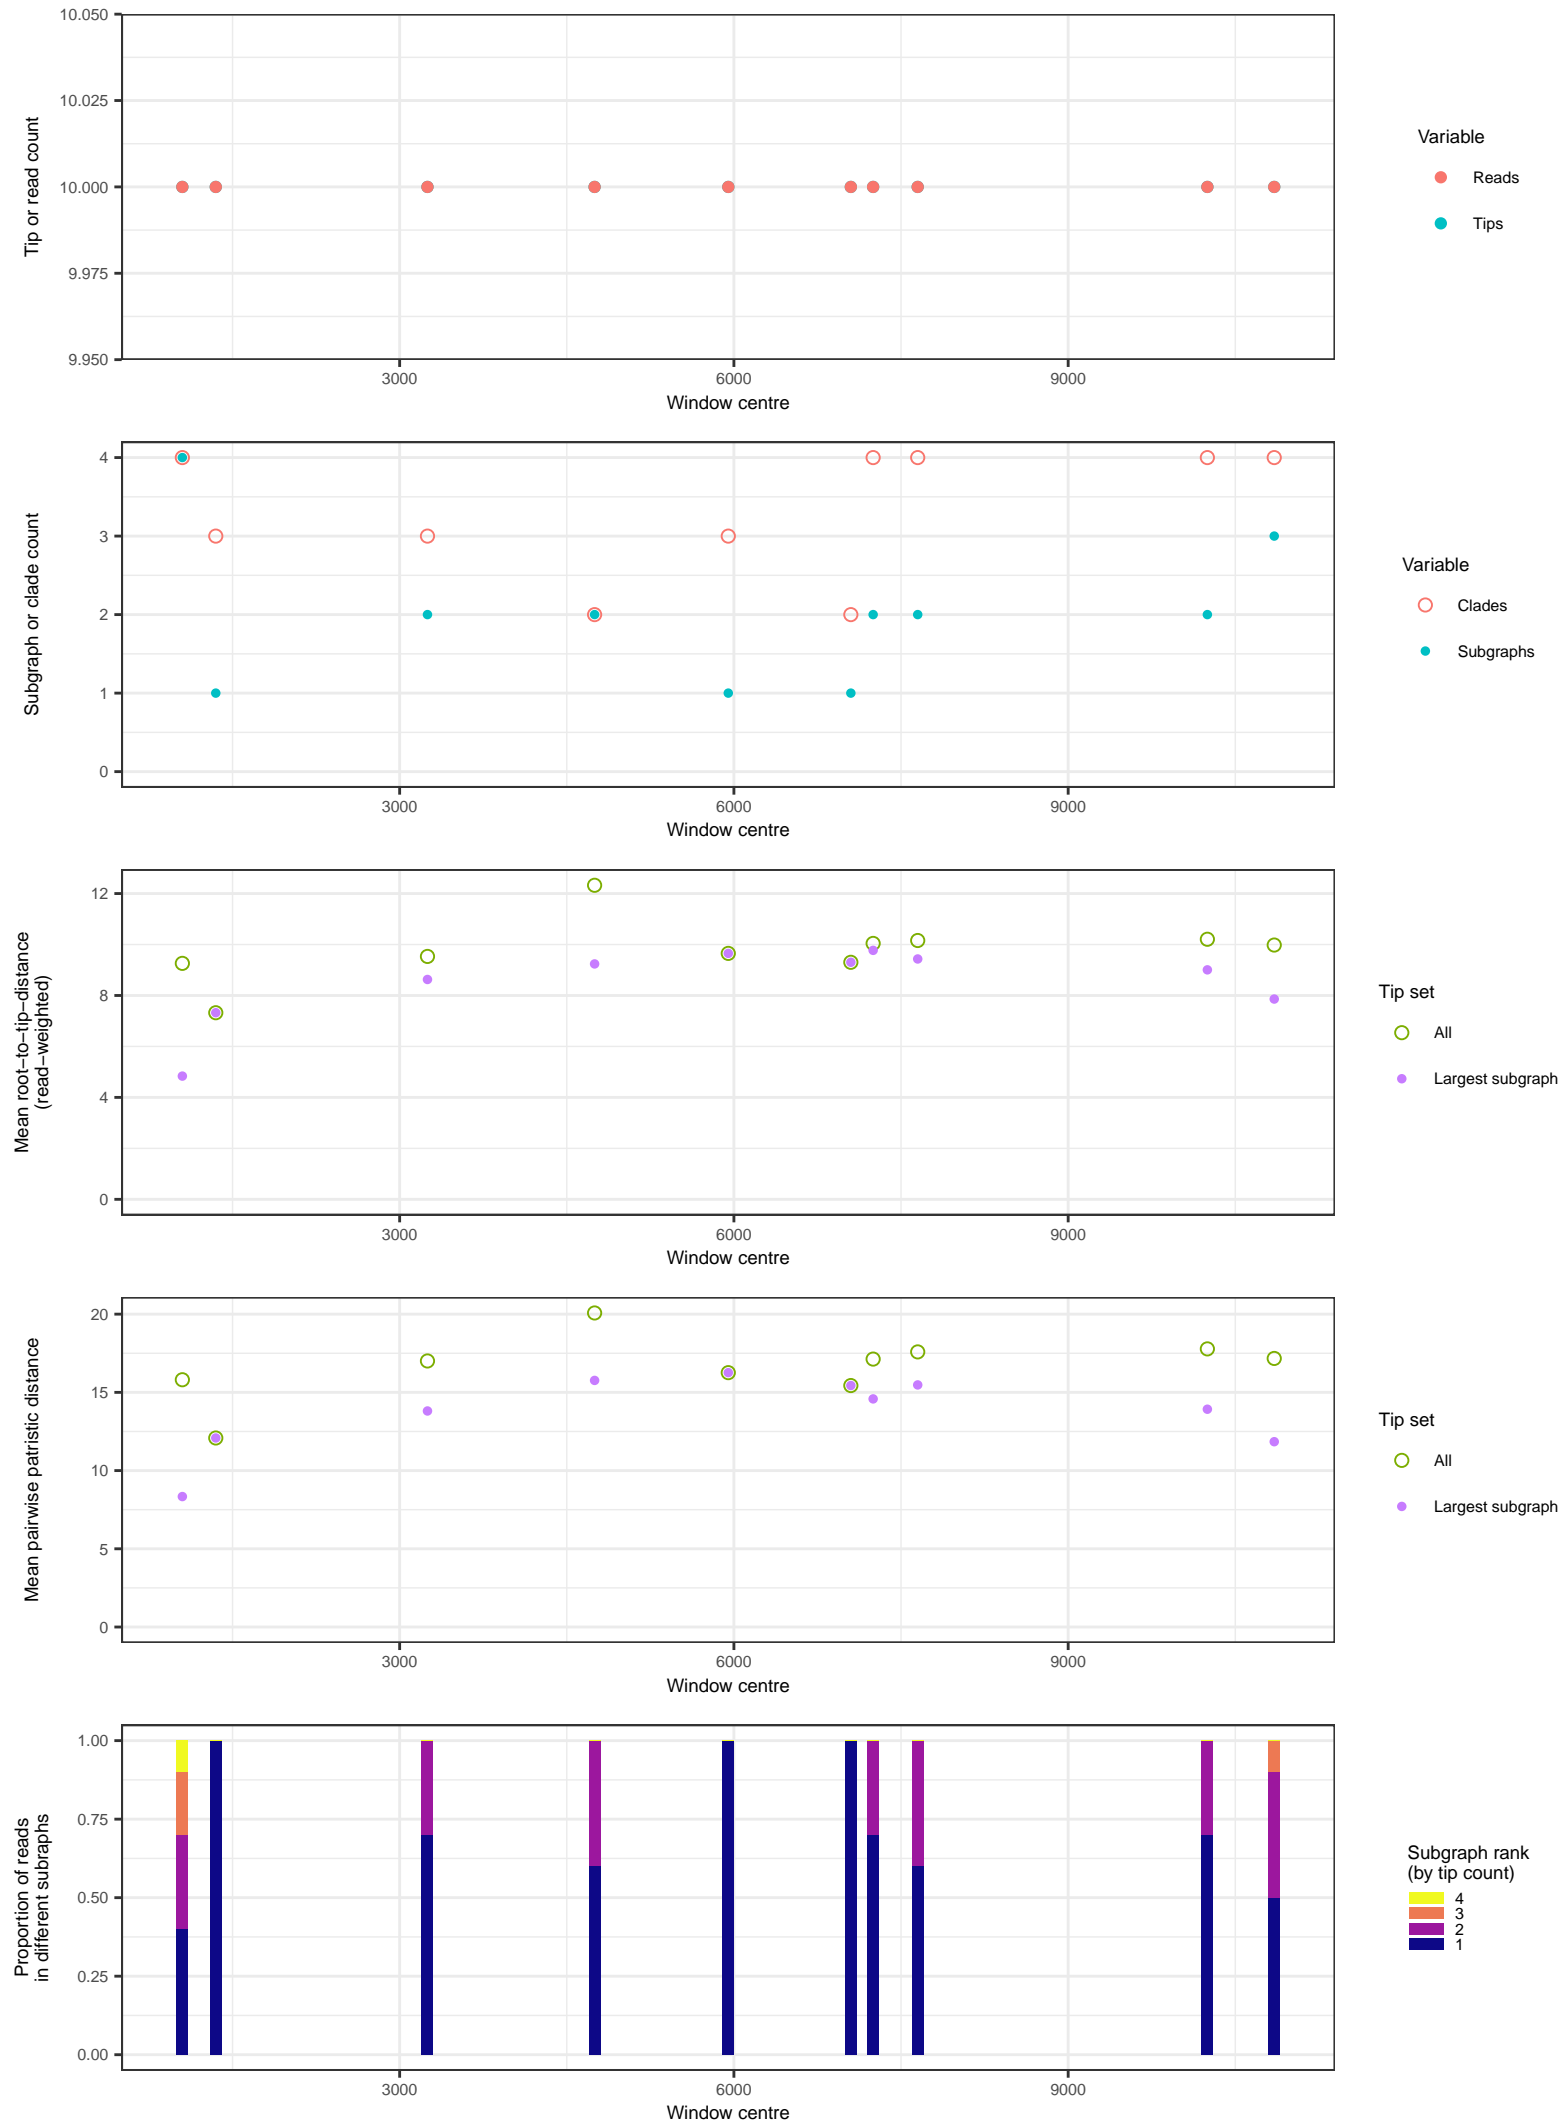 10.050
10.025
10.000
9.975
9.950
Tip or read count
3000
6000
9000
Window centre
Variable
Reads
Tips
4
3
2
1
0
Subgraph or clade count
3000
6000
9000
Window centre
Variable
Clades
Subgraphs
12
8
4
0
Mean root−to−tip−distance
(read−weighted)
3000
6000
9000
Window centre
Tip set
All
Largest subgraph
20
15
10
5
0
Mean pairwise patristic distance
3000
6000
9000
Window centre
Tip set
All
Largest subgraph
1.00
0.75
0.50
0.25
0.00
Proportion of reads
in different subraphs
3000
6000
9000
Window centre
Subgraph rank
(by tip count)
4
3
2
1